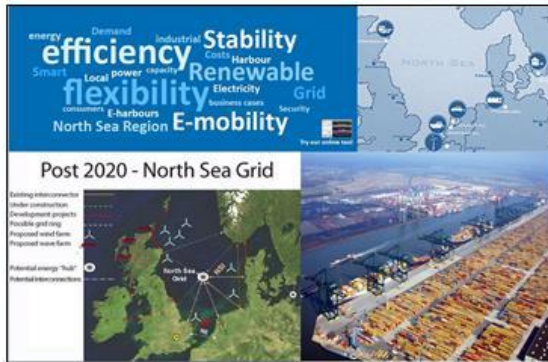 energy
Demand
industrial
Stability
efficiency
Costs
Harbour
Smart
Local
power
capacity
Renewable
flexibility
Electricity
Grid
business cases
consumers
E-harbours
Security
North Sea Region
E-mobility
Try our online tool
NORTH SEA
Post 2020 - North Sea Grid
Existing interconnector
Under construction
Development projects
Possible grid ring
Proposed wind farm
Proposed wave farm
Potential energy "hub"
Potential interconnections
North Sea
Grid